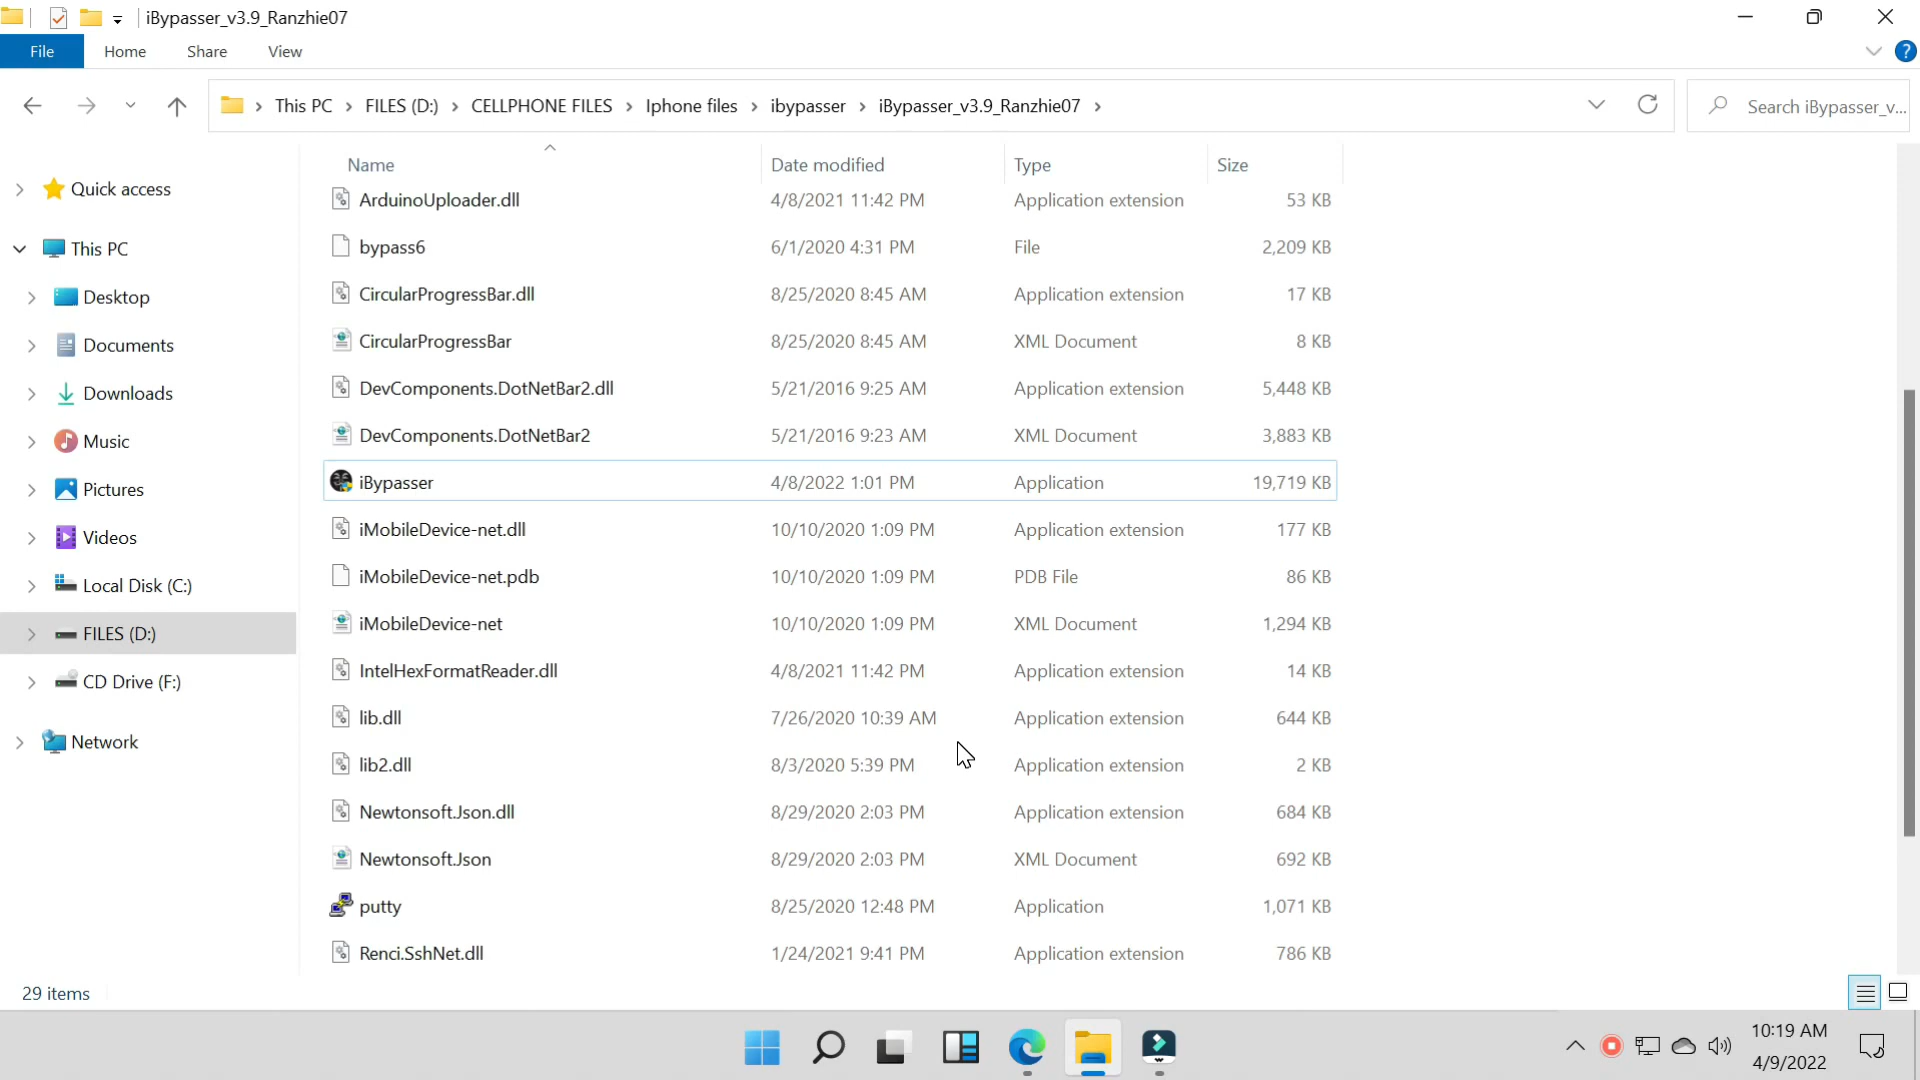 iBypasser_v3.9_Ranzhie07
File Home Share View
This PC FILES (D:) CELLPHONE FILES Iphone files ibypasser iBypasser_v3.9_Ranzhie07
Search iBypasser_v...
Quick access
This PC
Desktop
Documents
Downloads
Music
Pictures
Videos
Local Disk (C:)
FILES (D:)
CD Drive (F:)
Network
Name Date modified Type Size
ArduinoUploader.dll 4/8/2021 11:42 PM Application extension 53 KB
bypass6 6/1/2020 4:31 PM File 2,209 KB
CircularProgressBar.dll 8/25/2020 8:45 AM Application extension 17 KB
CircularProgressBar 8/25/2020 8:45 AM XML Document 8 KB
DevComponents.DotNetBar2.dll 5/21/2016 9:25 AM Application extension 5,448 KB
DevComponents.DotNetBar2 5/21/2016 9:23 AM XML Document 3,883 KB
iBypasser 4/8/2022 1:01 PM Application 19,719 KB
iMobileDevice-net.dll 10/10/2020 1:09 PM Application extension 177 KB
iMobileDevice-net.pdb 10/10/2020 1:09 PM PDB File 86 KB
iMobileDevice-net 10/10/2020 1:09 PM XML Document 1,294 KB
IntelHexFormatReader.dll 4/8/2021 11:42 PM Application extension 14 KB
lib.dll 7/26/2020 10:39 AM Application extension 644 KB
lib2.dll 8/3/2020 5:39 PM Application extension 2 KB
Newtonsoft.Json.dll 8/29/2020 2:03 PM Application extension 684 KB
Newtonsoft.Json 8/29/2020 2:03 PM XML Document 692 KB
putty 8/25/2020 12:48 PM Application 1,071 KB
Renci.SshNet.dll 1/24/2021 9:41 PM Application extension 786 KB
29 items
10:19 AM
4/9/2022